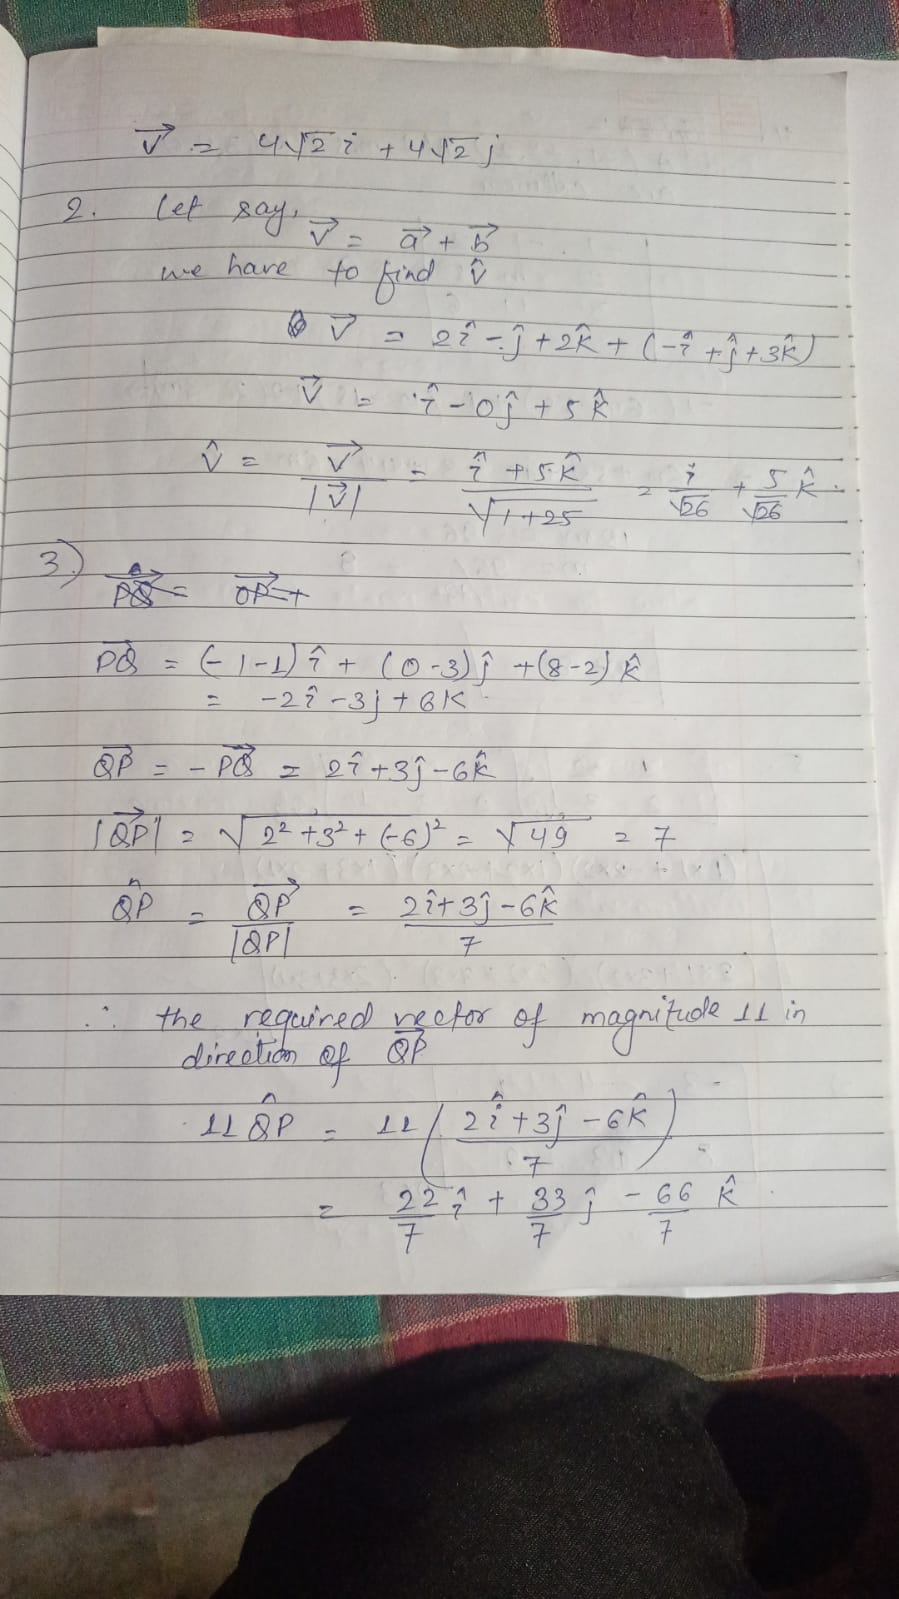 v⃗ = 4√2 i + 4√2 j
2. let say, v⃗ = a⃗ + b⃗
we have to find v̂
v⃗ = 2î - ĵ + 2k̂ + (-î + ĵ + 3k̂)
v⃗ = î - 0ĵ + 5k̂
v̂ = v⃗/|v⃗| = (î + 5k̂)/√(1+25) = i/√26 + 5/√26 k̂.
3.) PQ = OP +
PQ = (-1-1) î + (0-3) ĵ + (8-2) k̂
= -2î - 3j + 6K
QP = - PQ = 2î + 3ĵ - 6k̂
|QP| = √(2² + 3² + (-6)²) = √49 = 7
Q̂P = QP/|QP| = (2î + 3ĵ - 6k̂)/7
∴ the required vector of magnitude 11 in
direction of QP
11 Q̂P = 11 ((2î + 3ĵ - 6k̂)/7)
= 22/7 î + 33/7 ĵ - 66/7 k̂.